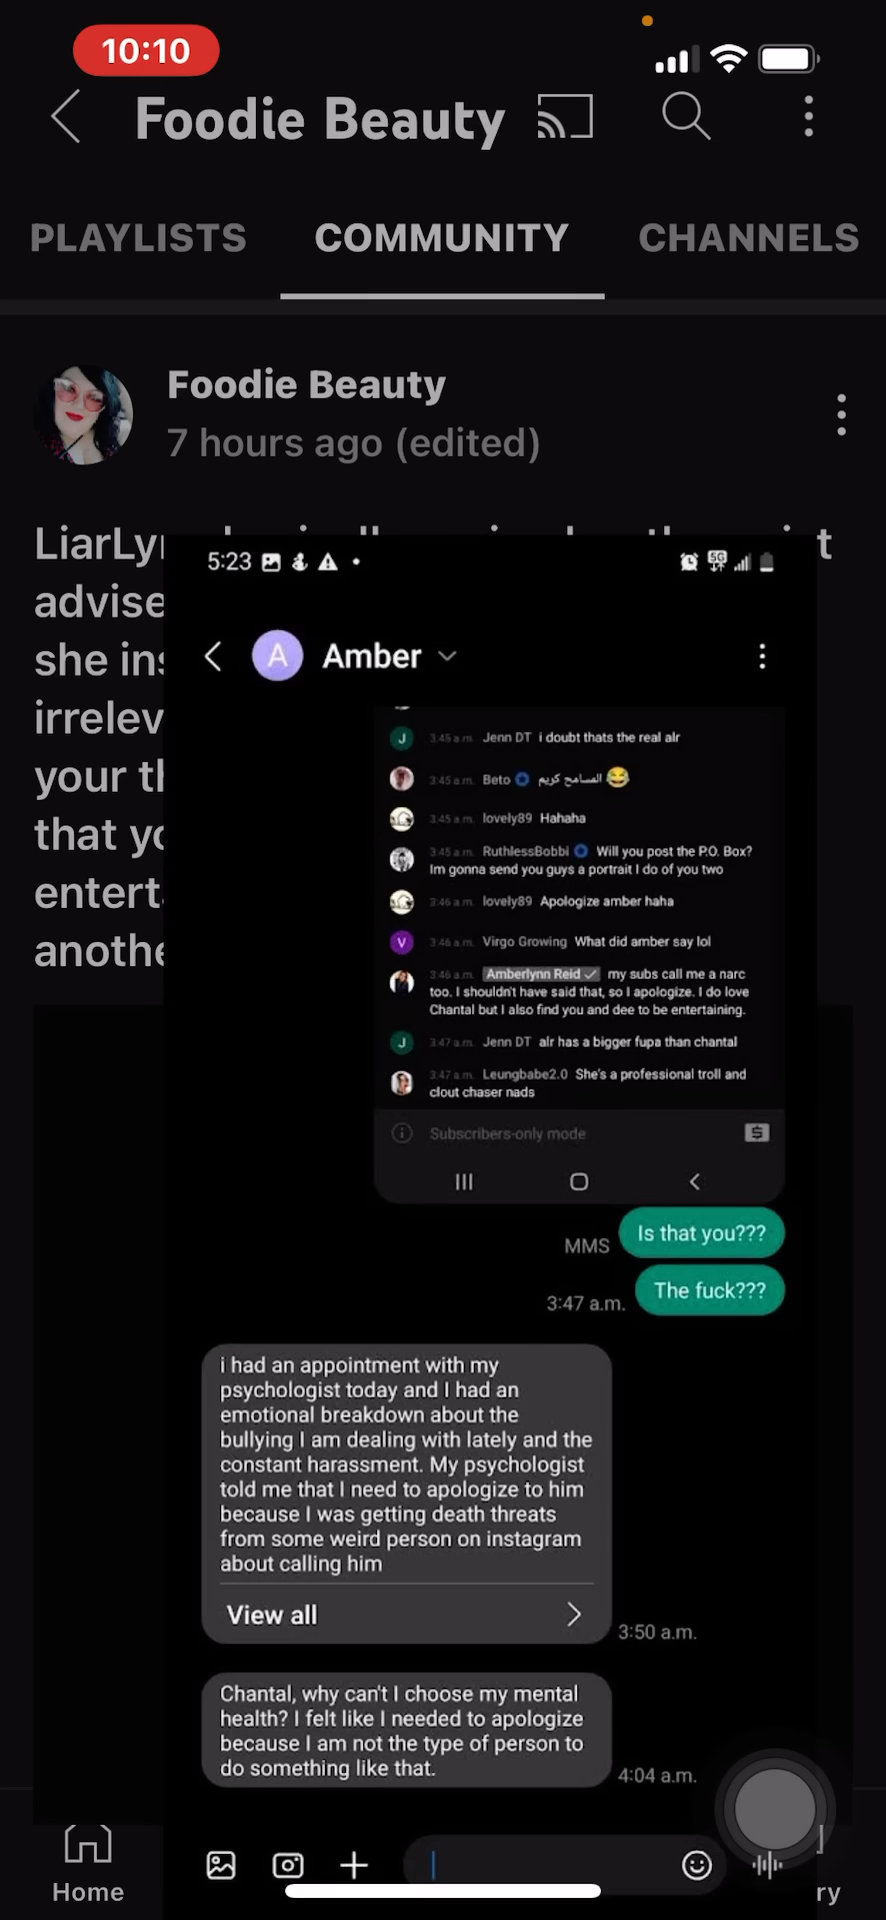 10:10
Foodie Beauty
PLAYLISTS COMMUNITY CHANNELS
Foodie Beauty
7 hours ago (edited)
t
advise
she
irrelev
your
that
entert
anothe
5:23
5G
A Amber
J 3:45 a.m. Jenn DT i doubt thats the real alr
3:45 a.m. Beto المسامح كريم 😂
3:45 a.m. lovely89 Hahaha
3:45 a.m. RuthlessBobbi Will you post the P.O. Box?
Im gonna send you guys a portrait I do of you two
3:46 a.m. lovely89 Apologize amber haha
V 3:46 a.m. Virgo Growing What did amber say lol
3:46 a.m. Amberlynn Reid ✓ my subs call me a narc
too. I shouldn't have said that, so I apologize. I do love
Chantal but I also find you and dee to be entertaining.
J 3:47 a.m. Jenn DT alr has a bigger fupa than chantal
3:47 a.m. Leungbabe2.0 She's a professional troll and
clout chaser nads
Subscribers-only mode
Is that you???
MMS
The fuck???
3:47 a.m.
i had an appointment with my
psychologist today and I had an
emotional breakdown about the
bullying I am dealing with lately and the
constant harassment. My psychologist
told me that I need to apologize to him
because I was getting death threats
from some weird person on instagram
about calling him
View all
3:50 a.m.
Chantal, why can't I choose my mental
health? I felt like I needed to apologize
because I am not the type of person to
do something like that.
4:04 a.m.
Home
ry